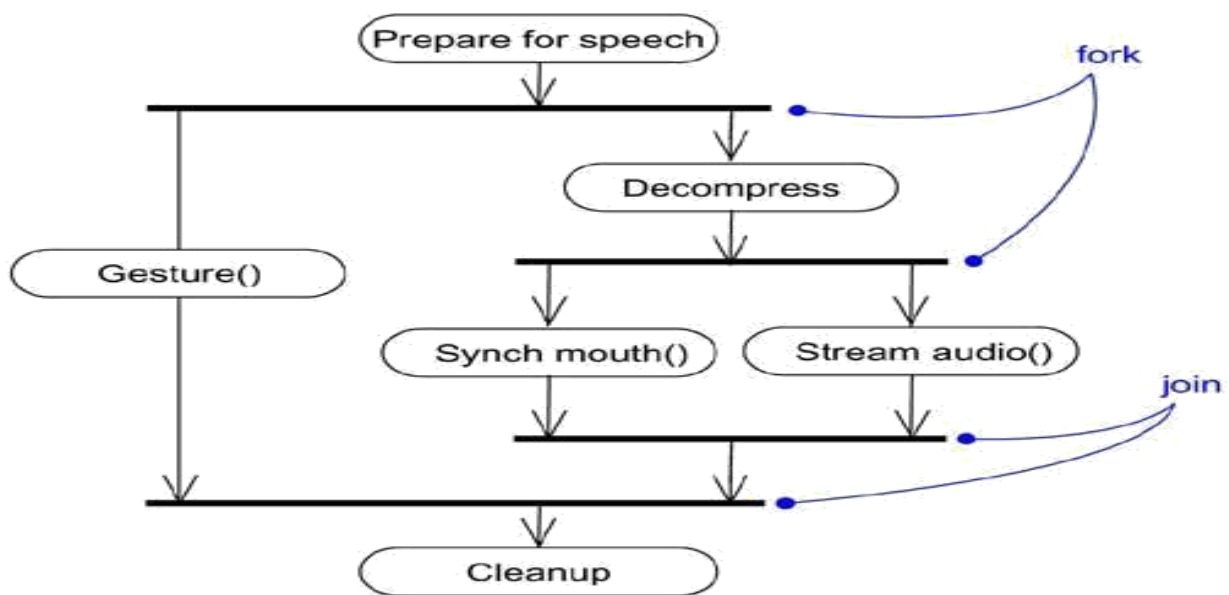 Prepare for speech
fork
Decompress
Gesture()
Synch mouth()
Stream audio()
join
Cleanup